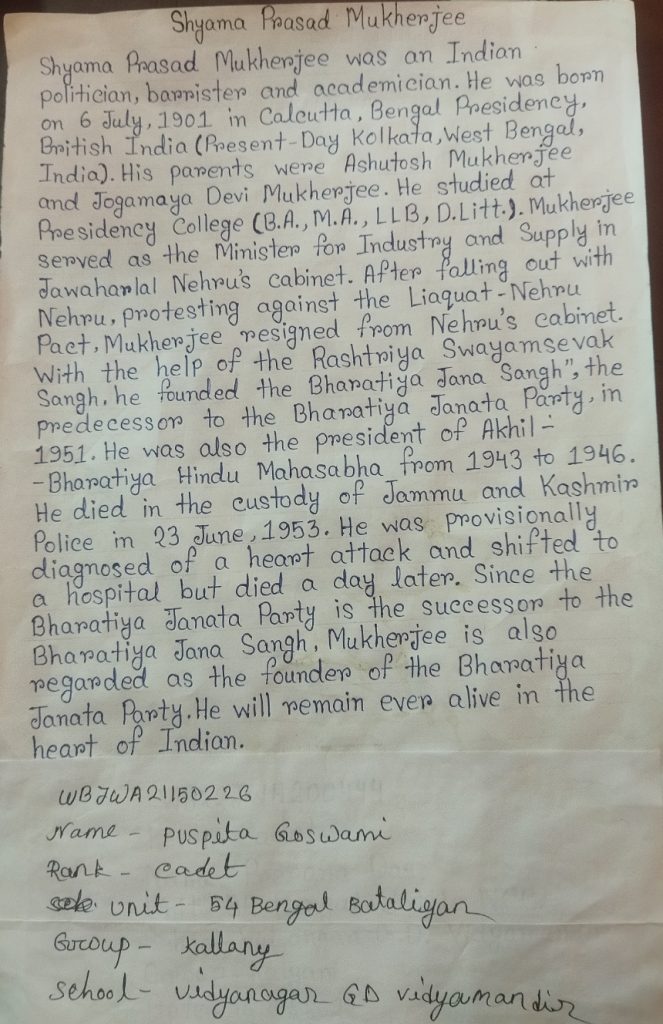 Shyama Prasad Mukherjee
Shyama Prasad Mukherjee was an Indian
politician, barrister and academician. He was born
on 6 July, 1901 in Calcutta, Bengal Presidency,
British India (Present-Day Kolkata, West Bengal,
India). His parents were Ashutosh Mukherjee
and Jogamaya Devi Mukherjee. He studied at
Presidency College (B.A., M.A., LLB, D.Litt.). Mukherjee
served as the Minister for Industry and Supply in
Jawaharlal Nehru's cabinet. After falling out with
Nehru, protesting against the Liaquat-Nehru
Pact, Mukherjee resigned from Nehru's cabinet.
With the help of the Rashtriya Swayamsevak
Sangh, he founded the Bharatiya Jana Sangh", the
predecessor to the Bharatiya Janata Party, in
1951. He was also the president of Akhil-
-Bharatiya Hindu Mahasabha from 1943 to 1946.
He died in the custody of Jammu and Kashmir
Police in 23 June, 1953. He was provisionally
diagnosed of a heart attack and shifted to
a hospital but died a day later. Since the
Bharatiya Janata Party is the successor to the
Bharatiya Jana Sangh, Mukherjee is also
regarded as the founder of the Bharatiya
Janata Party. He will remain ever alive in the
heart of Indian.
WBJWA21150226
Name - Puspita Goswami
Rank - cadet
unit - 54 Bengal Bataligan
Group - Kallany
school - vidyanagar GD vidyamandir